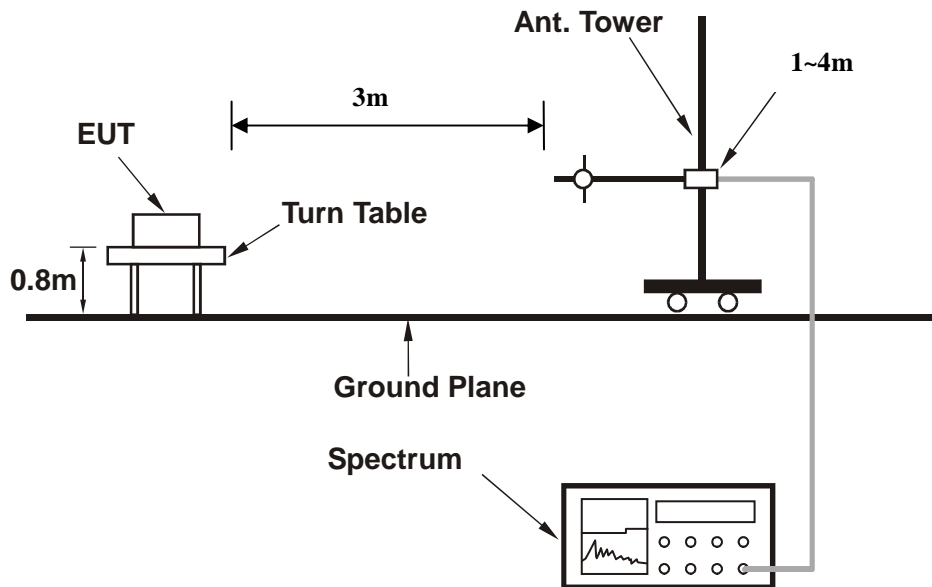 Ant. Tower
1~4m
3m
EUT
Turn Table
0.8m
Ground Plane
Spectrum